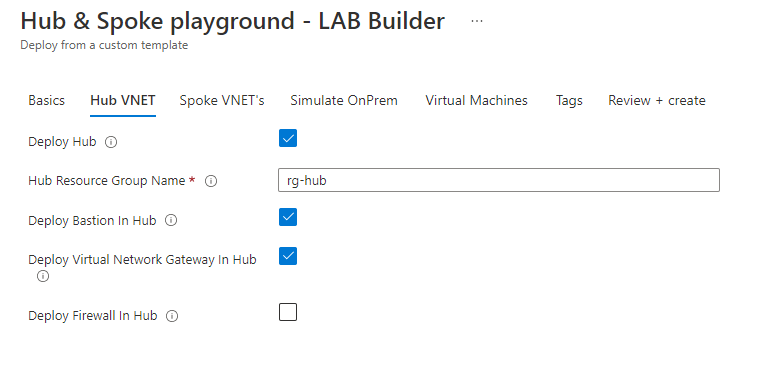 Hub & Spoke playground - LAB Builder ...
Deploy from a custom template
Basics Hub VNET Spoke VNET's Simulate OnPrem Virtual Machines Tags Review + create
Deploy Hub
Hub Resource Group Name * rg-hub
Deploy Bastion In Hub
Deploy Virtual Network Gateway In Hub
Deploy Firewall In Hub